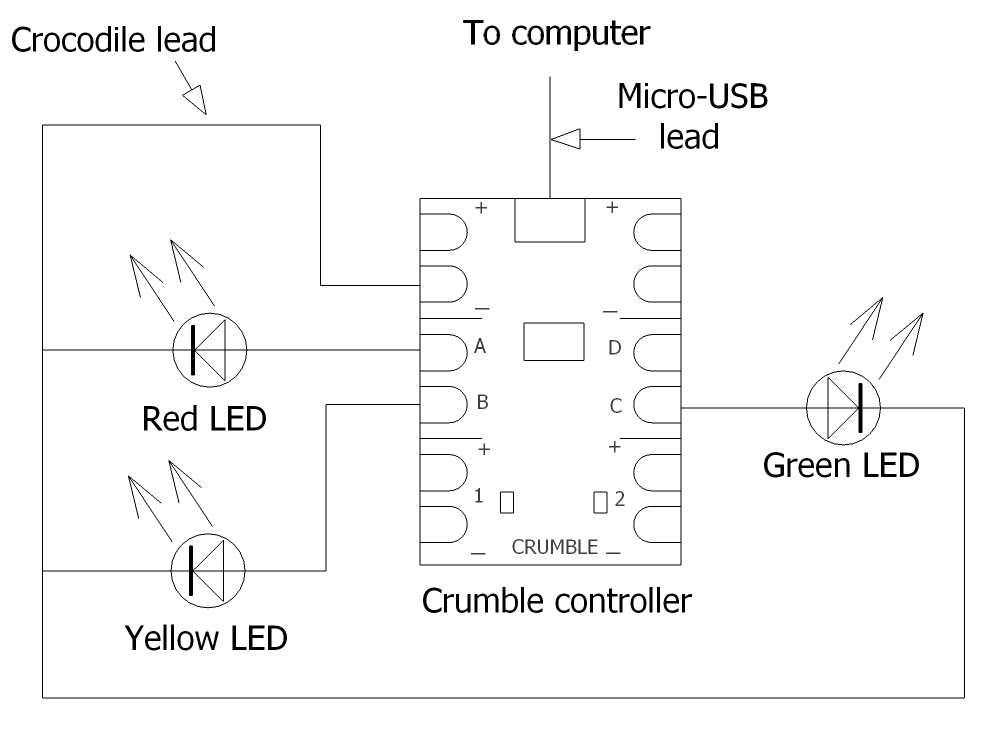 Crocodile lead
To computer
Micro-USB
lead
+ +
_ _
A D
B C
+ +
1 2
_ CRUMBLE _
Red LED
Green LED
Yellow LED
Crumble controller